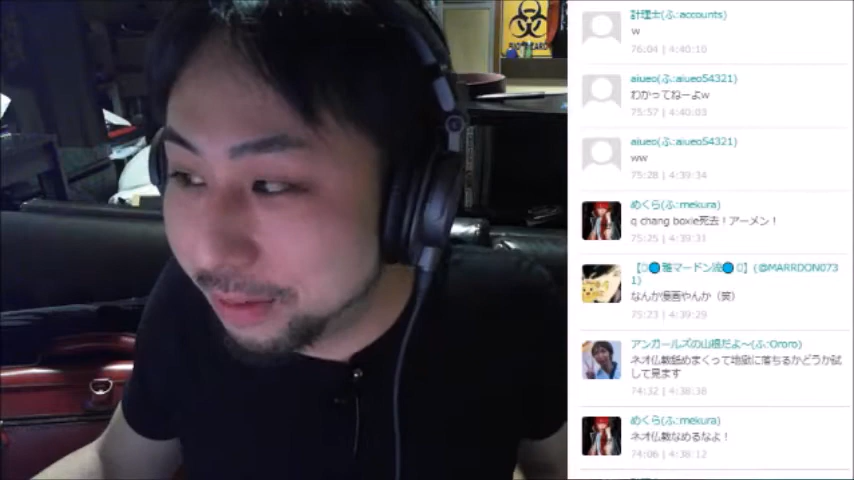 BIOHAZARD
計理士(ふ:accounts)
w
76:04 | 4:40:10
aiueo(ふ:aiueo54321)
わかってねーよw
75:57 | 4:40:03
aiueo(ふ:aiueo54321)
ww
75:28 | 4:39:34
めくら(ふ:mekura)
q chang boxie死去！アーメン！
75:25 | 4:39:31
雅マードン流 (@MARRDON073
1)
なんか漫画やんか（笑）
75:23 | 4:39:29
アンガールズの山根だよ〜(ふ:Ororo)
ネオ仏教舐めまくって地獄に落ちるかどうか試
して見ます
74:32 | 4:38:38
めくら(ふ:mekura)
ネオ仏教なめるなよ！
74:06 | 4:38:12